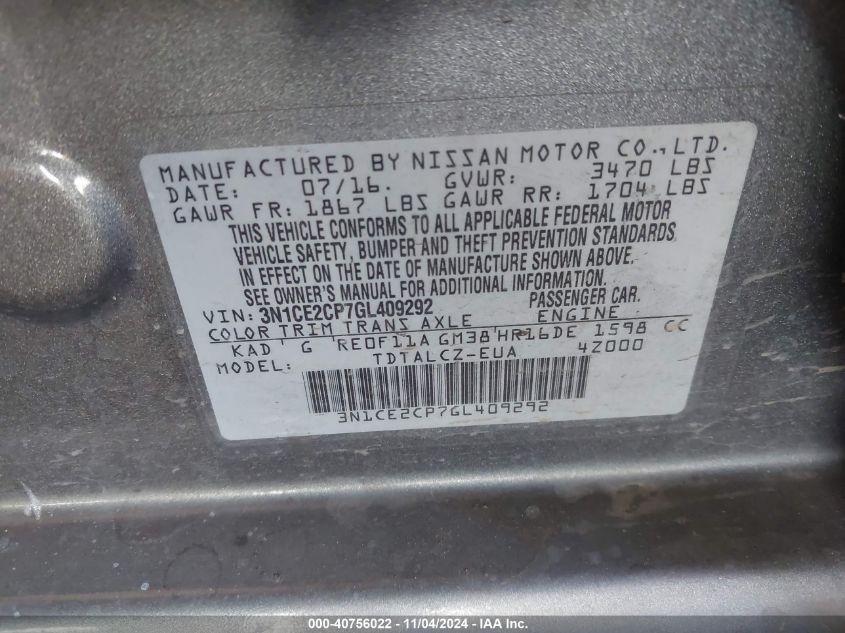 MANUFACTURED BY NISSAN MOTOR CO., LTD.
DATE: 07/16. GVWR: 3470 LBS
GAWR FR: 1867 LBS GAWR RR: 1704 LBS
THIS VEHICLE CONFORMS TO ALL APPLICABLE FEDERAL MOTOR
VEHICLE SAFETY, BUMPER AND THEFT PREVENTION STANDARDS
IN EFFECT ON THE DATE OF MANUFACTURE SHOWN ABOVE.
SEE OWNER'S MANUAL FOR ADDITIONAL INFORMATION.
VIN: 3N1CE2CP7GL409292 PASSENGER CAR.
COLOR TRIM TRANS AXLE ENGINE
KAD ' G 'RE0F11A GM38'HR16DE 1598 CC
MODEL: TDTALCZ-EUA 4Z000
3N1CE2CP7GL409292
000-40756022 - 11/04/2024 - IAAI Inc.